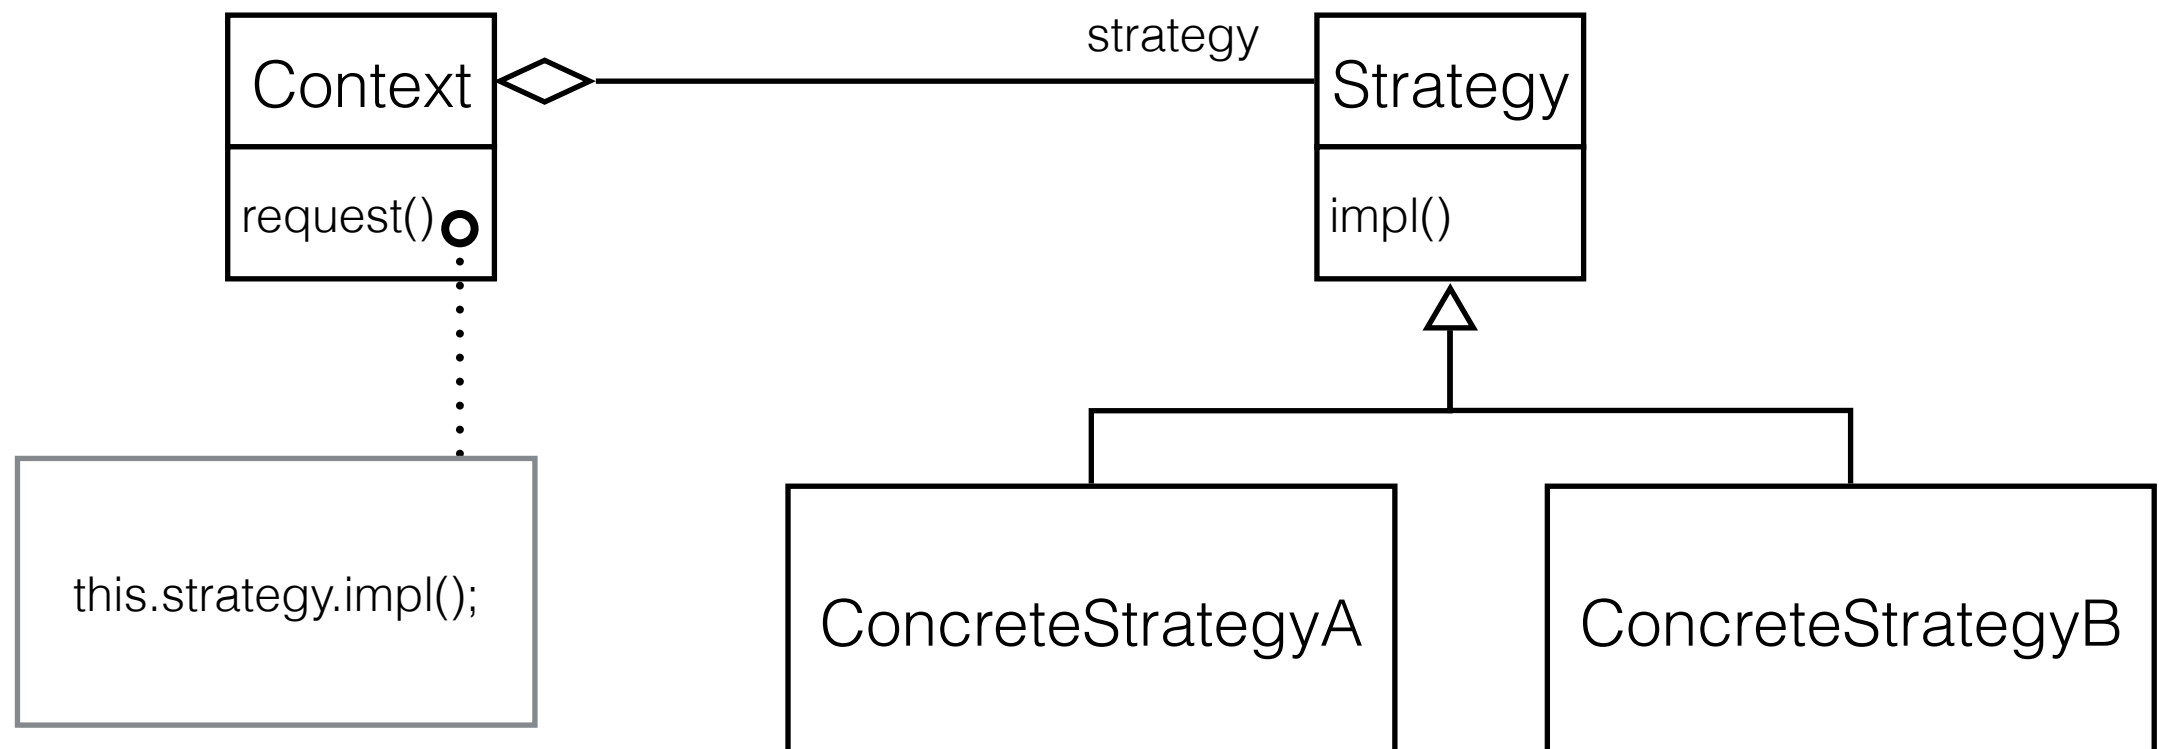 strategy
Context
Strategy
request()
impl()
this.strategy.impl();
ConcreteStrategyA
ConcreteStrategyB